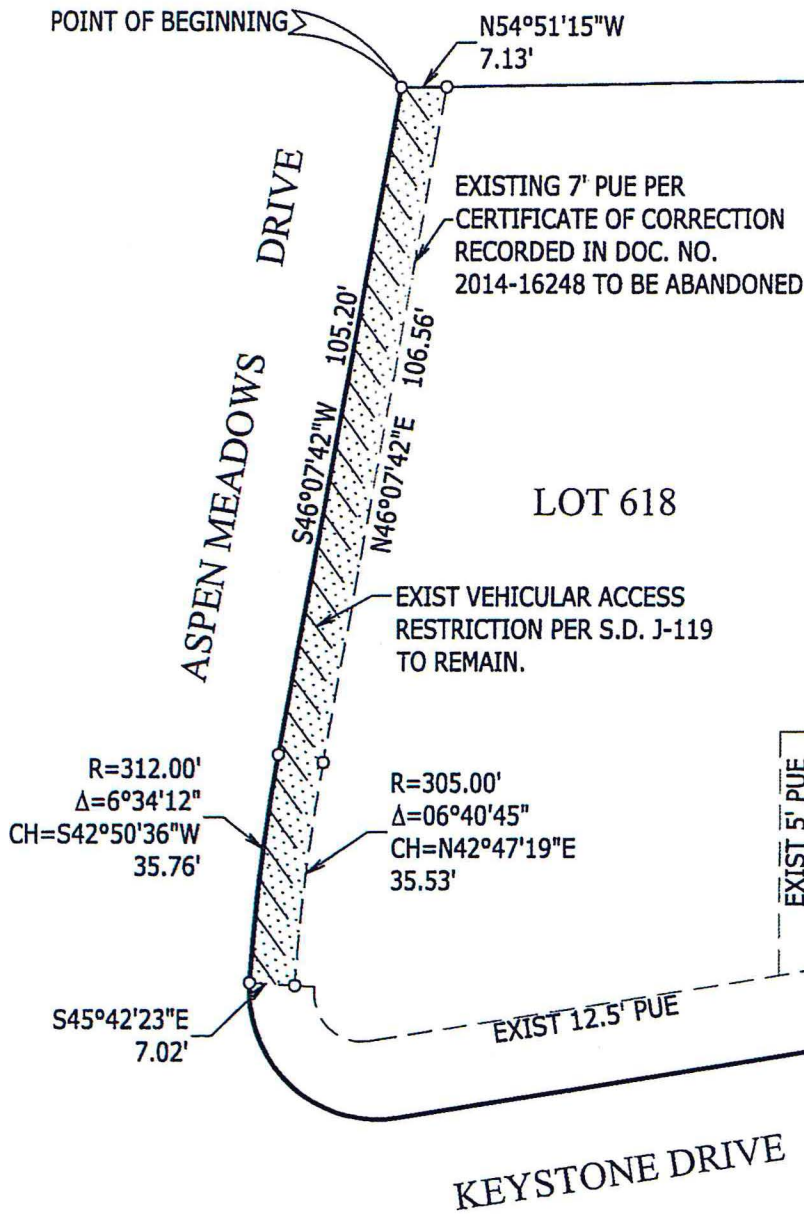 POINT OF BEGINNING
N54°51'15"W
7.13'
EXISTING 7' PUE PER
CERTIFICATE OF CORRECTION
RECORDED IN DOC. NO.
2014-16248 TO BE ABANDONED
ASPEN MEADOWS DRIVE
105.20'
S46°07'42"W
106.56'
N46°07'42"E
LOT 618
EXIST VEHICULAR ACCESS
RESTRICTION PER S.D. J-119
TO REMAIN.
R=312.00'
Δ=6°34'12"
CH=S42°50'36"W
35.76'
R=305.00'
Δ=06°40'45"
CH=N42°47'19"E
35.53'
EXIST 5' PUE
S45°42'23"E
7.02'
EXIST 12.5' PUE
KEYSTONE DRIVE